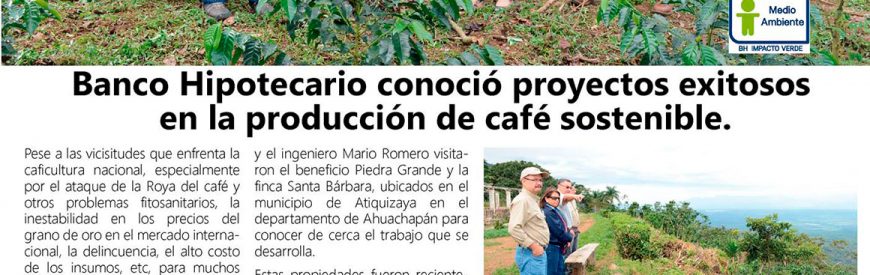 Medio
Ambiente
BH IMPACTO VERDE
Banco Hipotecario conoció proyectos exitosos
en la producción de café sostenible.
Pese a las vicisitudes que enfrenta la
caficultura nacional, especialmente
por el ataque de la Roya del café y
otros problemas fitosanitarios, la
inestabilidad en los precios del
grano de oro en el mercado interna-
cional, la delincuencia, el alto costo
de los insumos, etc, para muchos
y el ingeniero Mario Romero visita-
ron el beneficio Piedra Grande y la
finca Santa Bárbara, ubicados en el
municipio de Atiquizaya en el
departamento de Ahuachapán para
conocer de cerca el trabajo que se
desarrolla.
Estas propiedades fueron reciente-